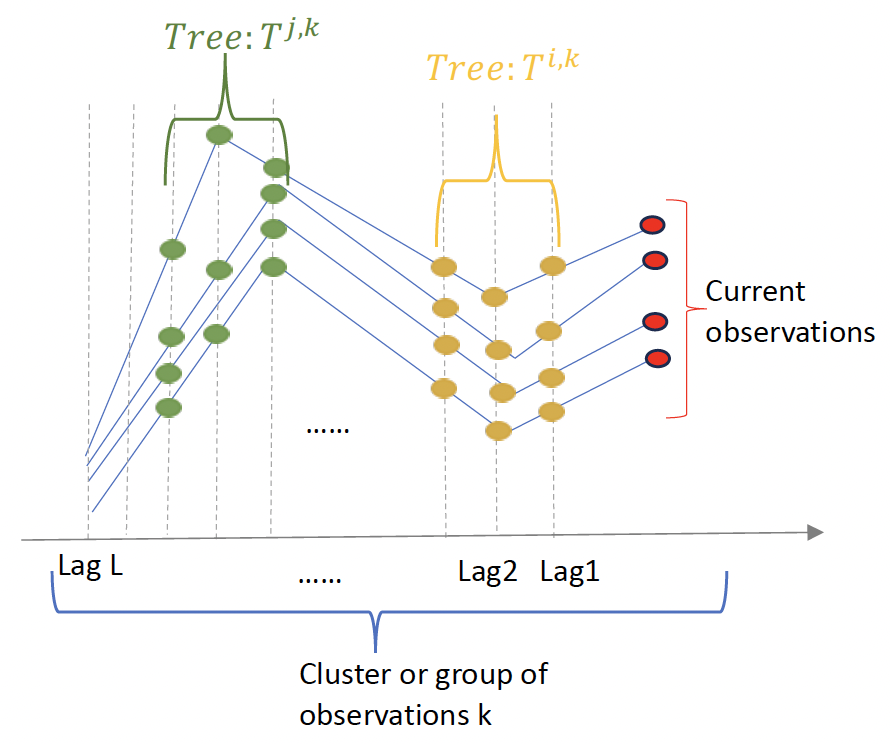 Tree: T^{j,k}
Tree: T^{i,k}
Current
observations
......
Lag L
......
Lag2
Lag1
Cluster or group of
observations k